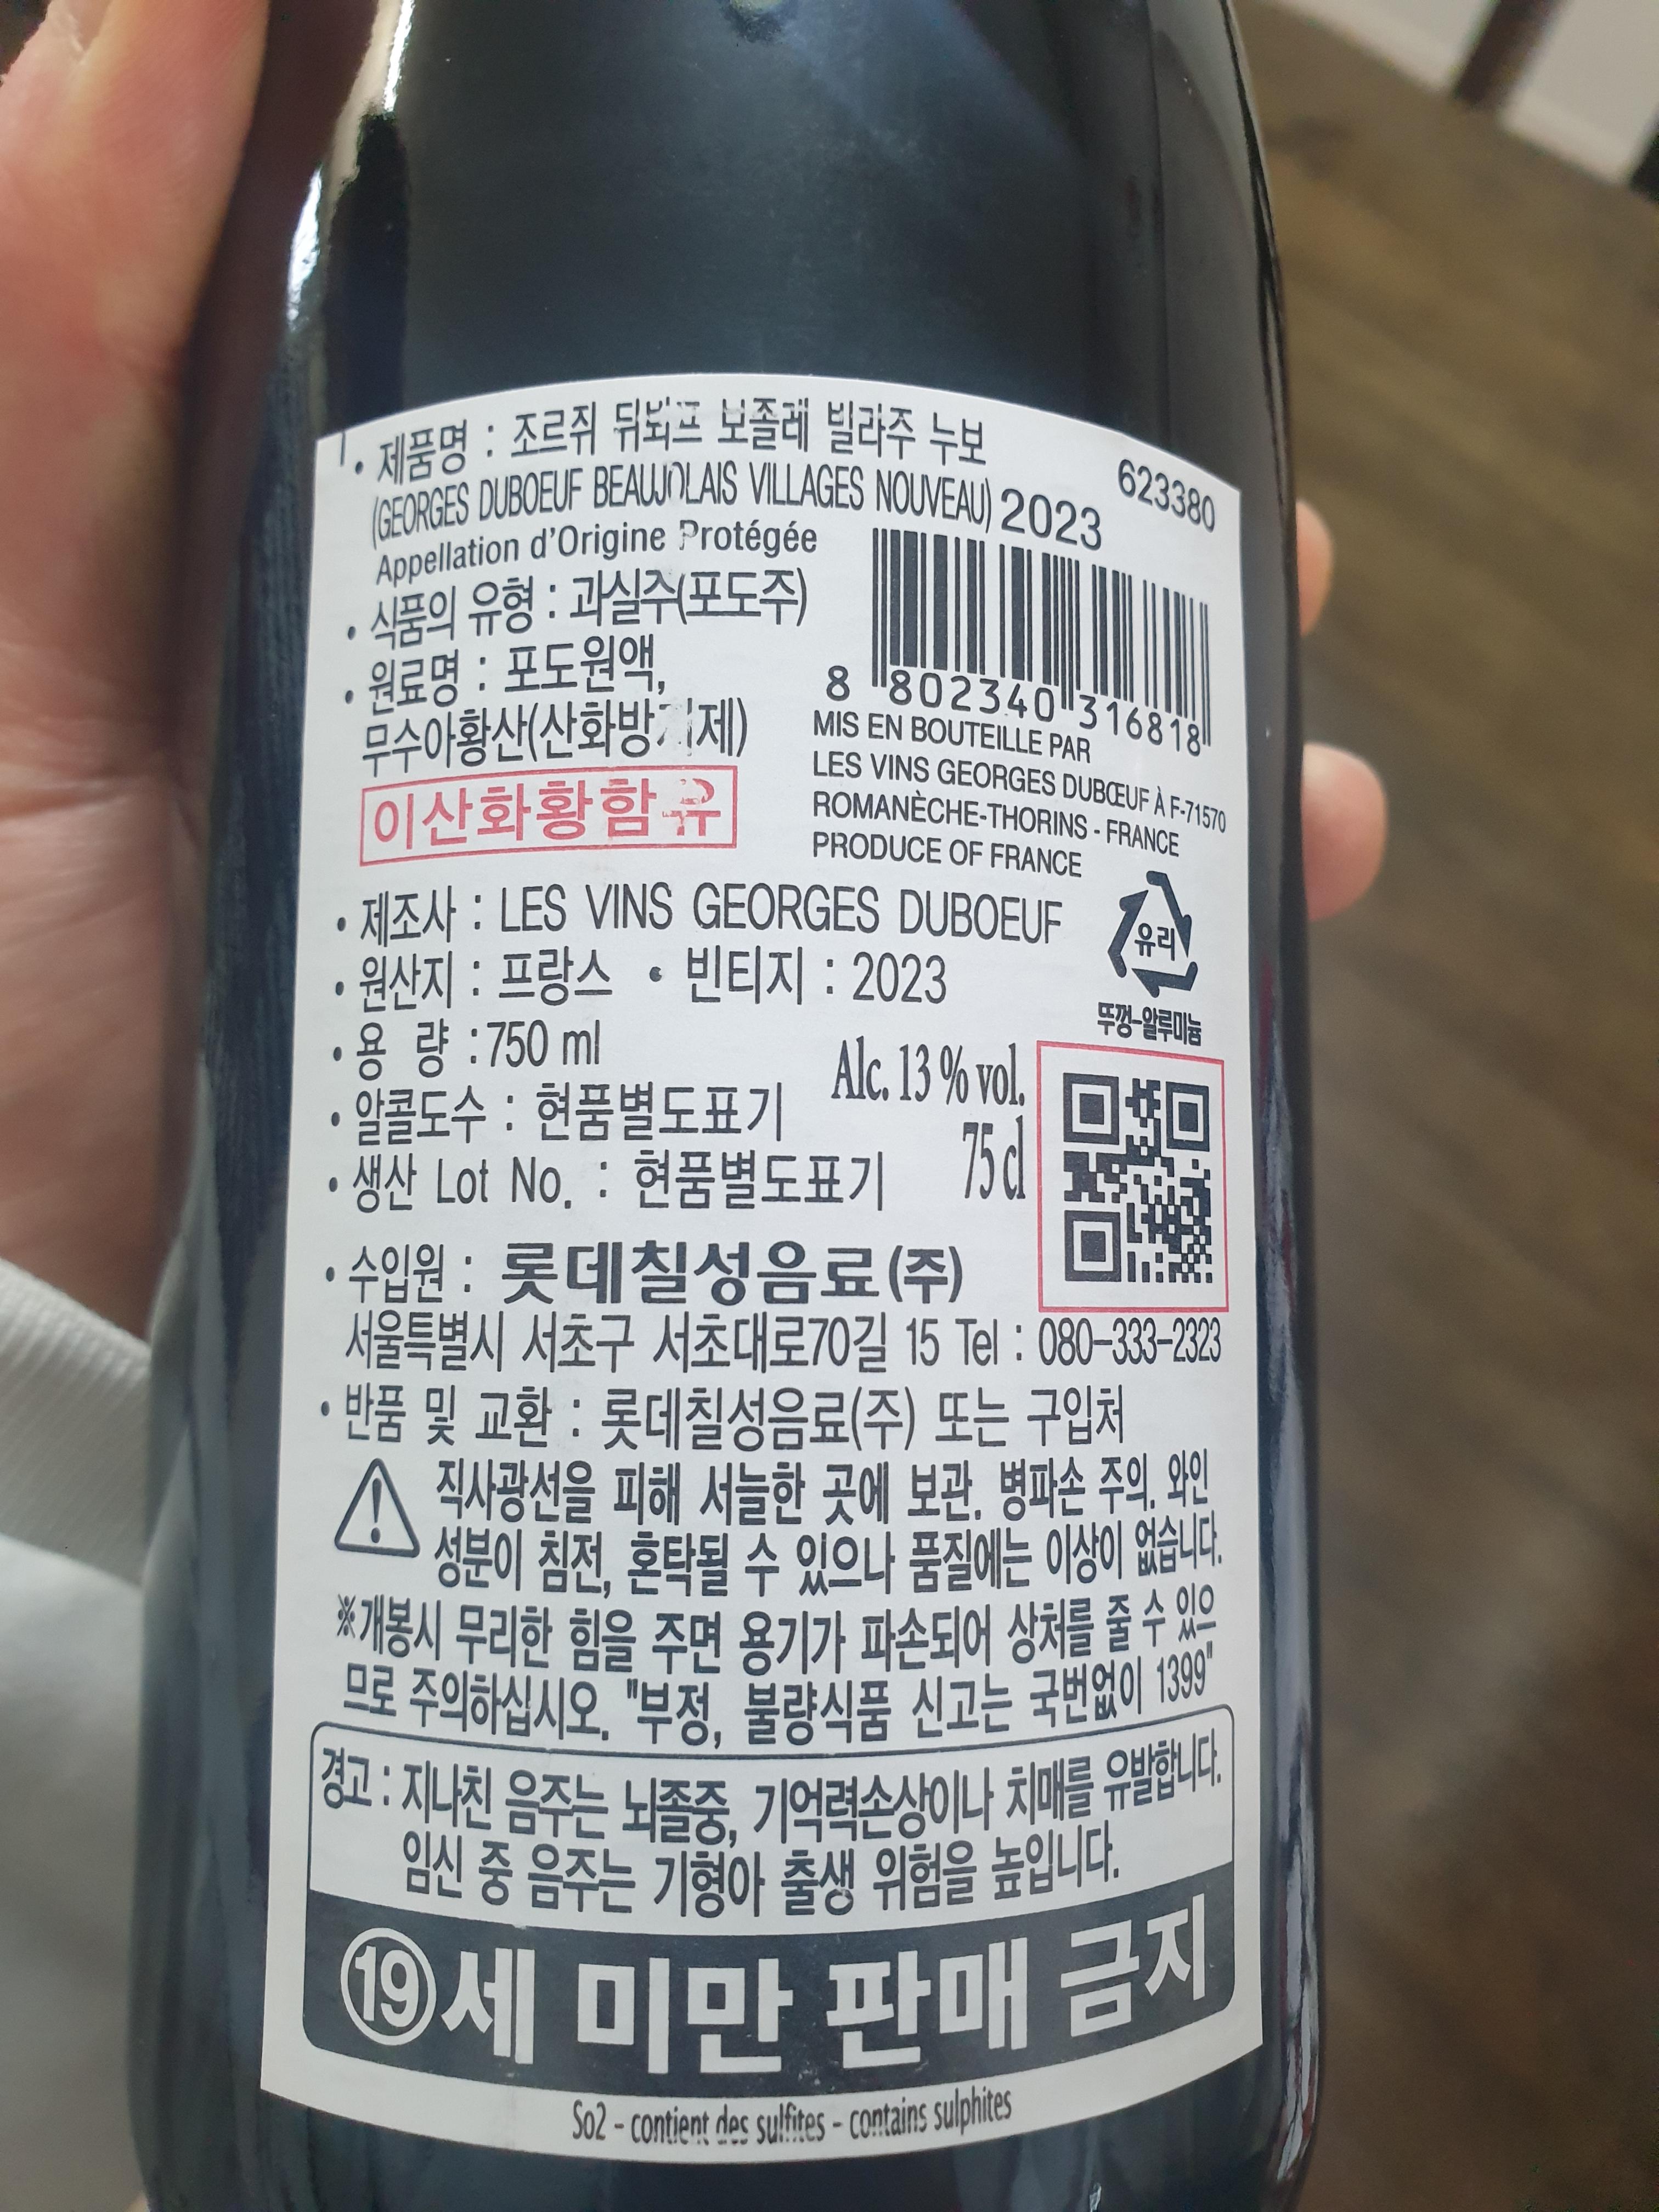 • 제품명 : 조르쥐 뒤뵈프 보졸레 빌라주 누보
(GEORGES DUBOEUF BEAUJOLAIS VILLAGES NOUVEAU) 2023
623380
Appellation d'Origine Protégée
• 식품의 유형 : 과실주(포도주)
• 원료명 : 포도원액,
무수아황산(산화방지제)
이산화황함유
8 802340 316818
MIS EN BOUTEILLE PAR
LES VINS GEORGES DUBŒUF À F-71570
ROMANÈCHE-THORINS - FRANCE
PRODUCE OF FRANCE
• 제조사 : LES VINS GEORGES DUBOEUF
• 원산지 : 프랑스 • 빈티지 : 2023
유리
뚜껑-알루미늄
• 용 량 : 750 ml
Alc. 13 % vol.
• 알콜도수 : 현품별도표기
75 cl
• 생산 Lot No. : 현품별도표기
• 수입원 : 롯데칠성음료(주)
서울특별시 서초구 서초대로70길 15 Tel : 080-333-2323
• 반품 및 교환 : 롯데칠성음료(주) 또는 구입처
직사광선을 피해 서늘한 곳에 보관. 병파손 주의. 와인
성분이 침전, 혼탁될 수 있으나 품질에는 이상이 없습니다.
※개봉시 무리한 힘을 주면 용기가 파손되어 상처를 줄 수 있으
므로 주의하십시오. "부정, 불량식품 신고는 국번없이 1399"
경고 : 지나친 음주는 뇌졸중, 기억력손상이나 치매를 유발합니다.
임신 중 음주는 기형아 출생 위험을 높입니다.
⑲세 미만 판매 금지
So2 - contient des sulfites - contains sulphites